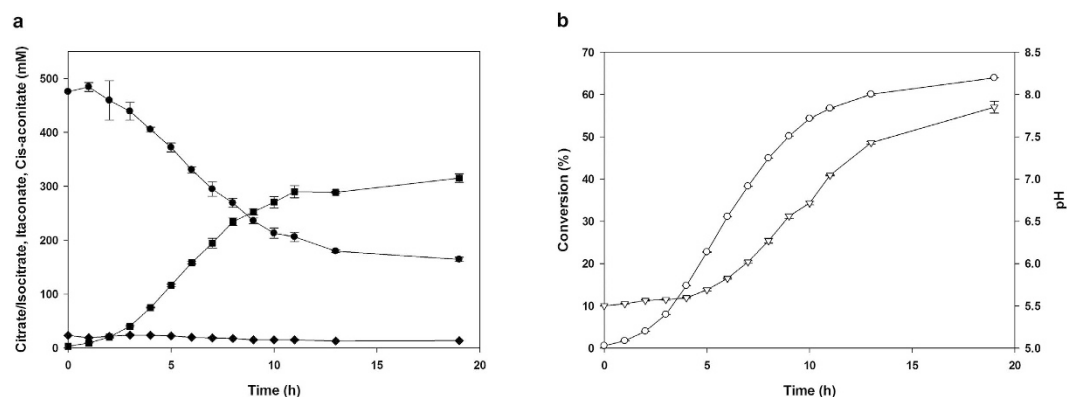 a
Citrate/Isocitrate, Itaconate, Cis-aconitate (mM)
500
400
300
200
100
0
0 5 10 15 20
Time (h)
b
Conversion (%)
70
60
50
40
30
20
10
0
0 5 10 15 20
Time (h)
8.5
8.0
7.5
7.0
6.5
6.0
5.5
5.0
pH